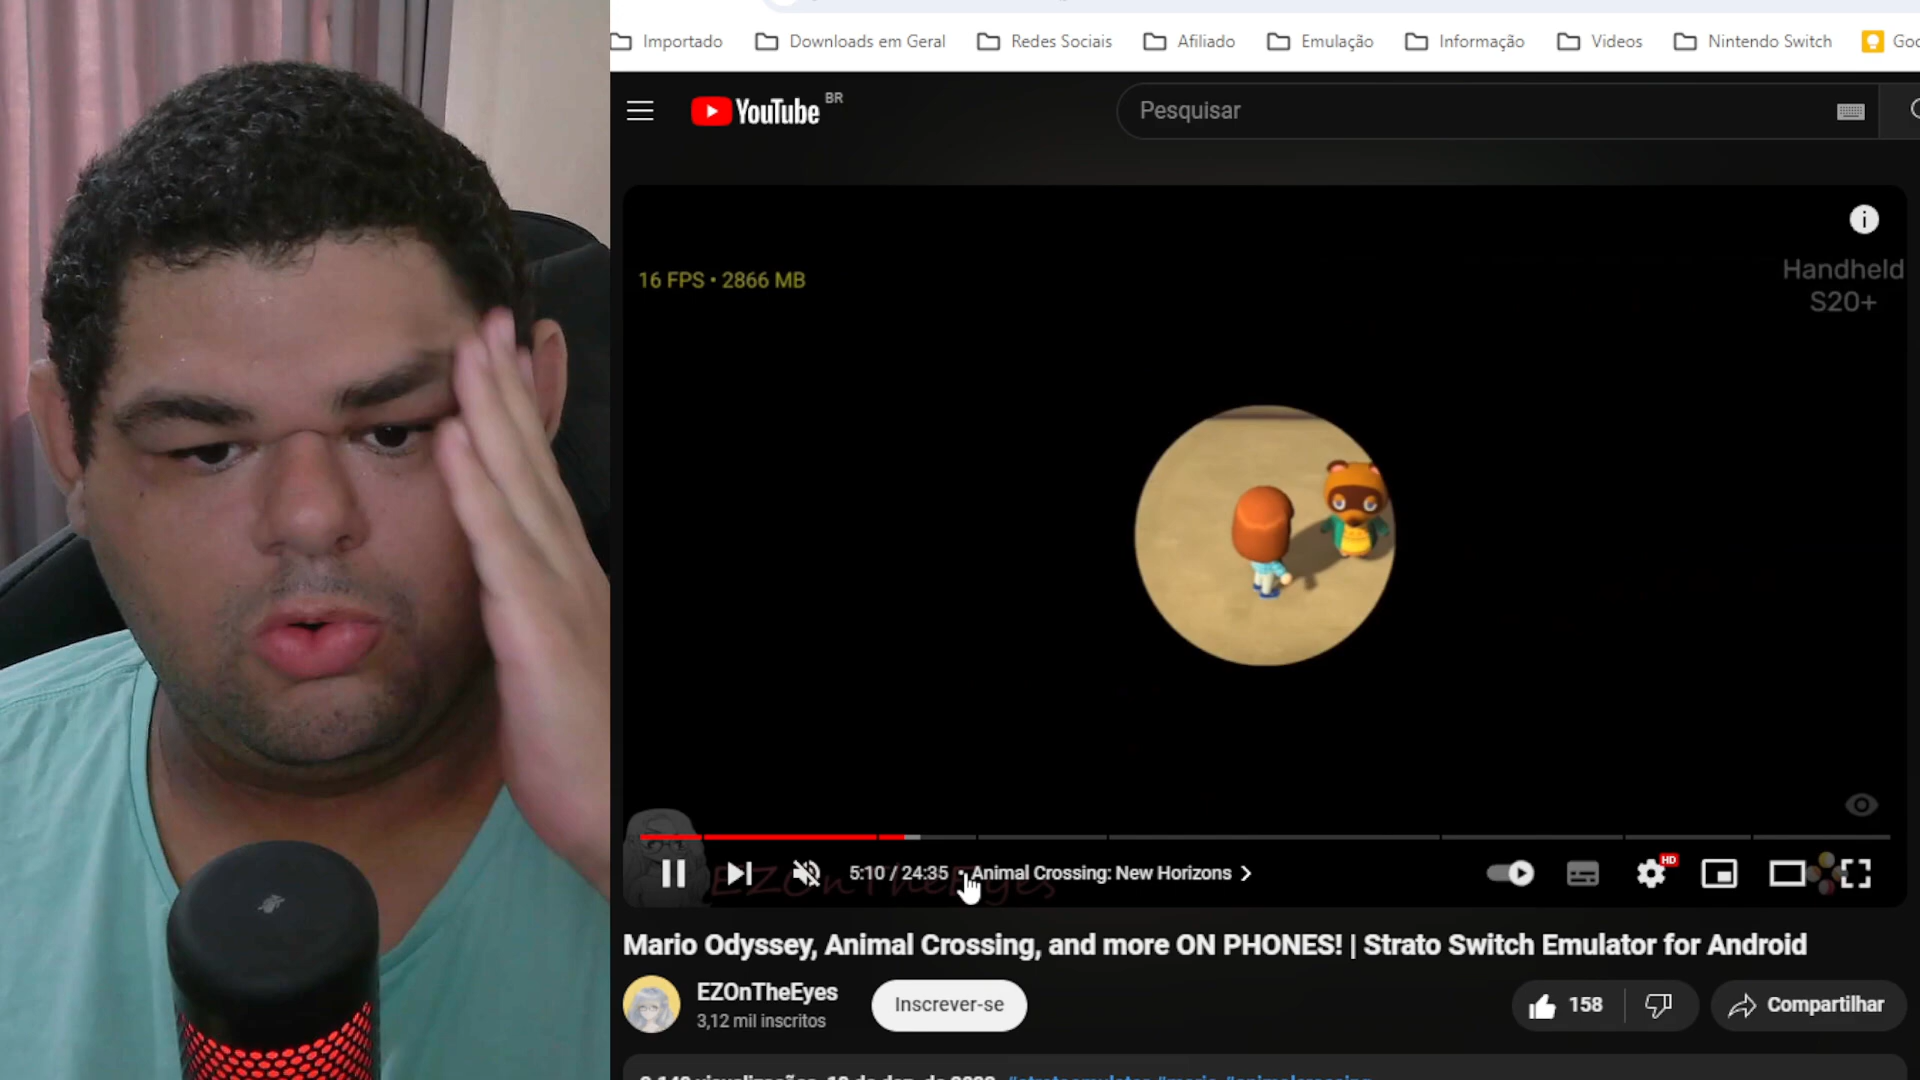 Importado
Downloads em Geral
Redes Sociais
Afiliado
Emulação
Informação
Videos
Nintendo Switch
YouTube BR
Pesquisar
16 FPS • 2866 MB
Handheld
S20+
EZOnTheEyes
5:10 / 24:35 • Animal Crossing: New Horizons
HD
Mario Odyssey, Animal Crossing, and more ON PHONES! | Strato Switch Emulator for Android
EZOnTheEyes
3,12 mil inscritos
Inscrever-se
158
Compartilhar